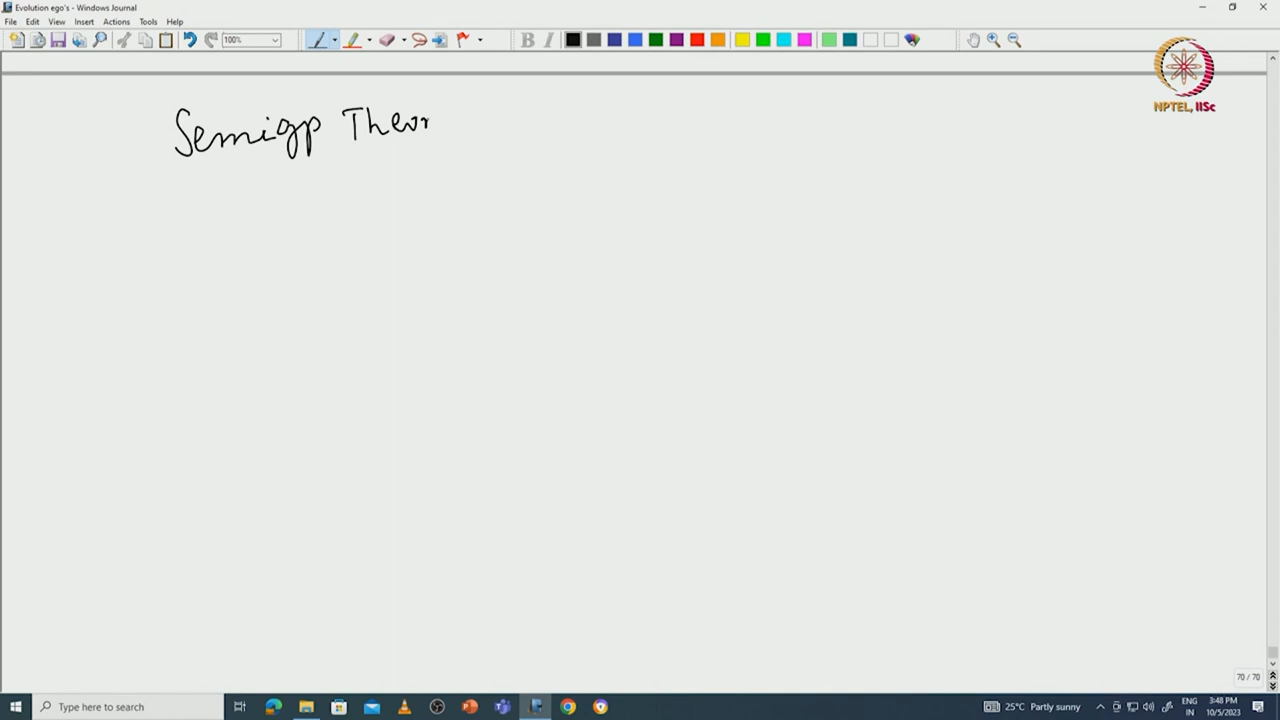 Evolution ego's - Windows Journal
File Edit View Insert Actions Tools Help
100%
B I
NPTEL, IISc
Semigp Theor
70 / 70
Type here to search
25°C Partly sunny
ENG
IN
3:48 PM
10/5/2023